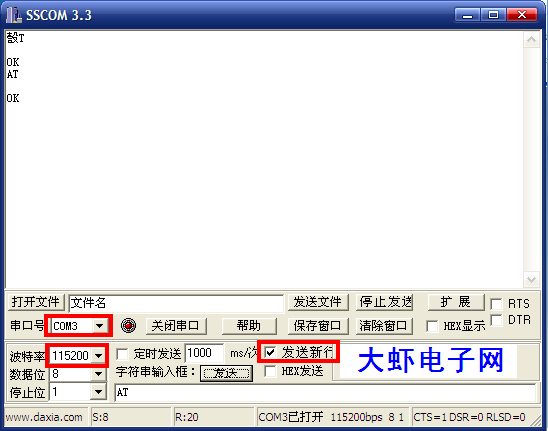 SSCOM 3.3
嗀T
OK
AT
OK
打开文件 文件名 发送文件 停止发送 扩 展 RTS
串口号 COM3 关闭串口 帮助 保存窗口 清除窗口 HEX显示 DTR
波特率 115200 定时发送 1000 ms/次 发送新行
数据位 8 字符串输入框: 发送 HEX发送
停止位 1 AT
大虾电子网
www.daxia.com S:8 R:20 COM3已打开 115200bps 8 1 CTS=1 DSR=0 RLSD=0